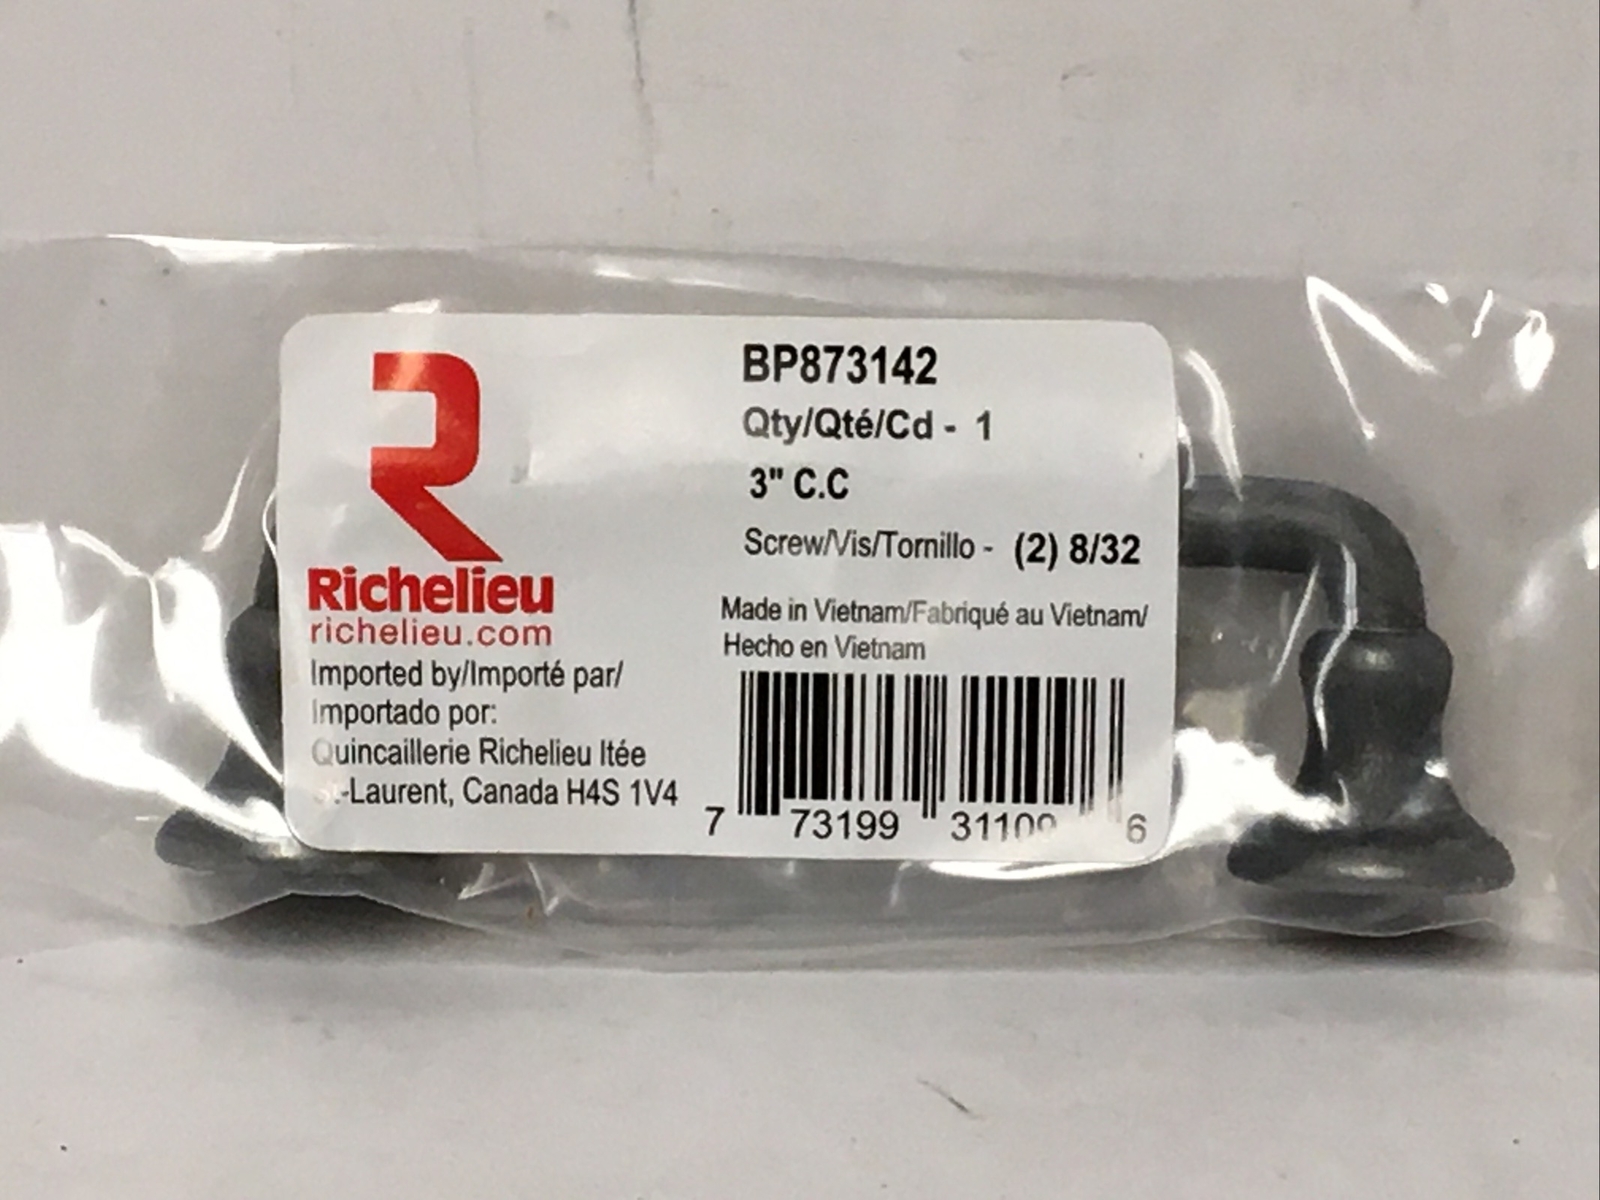 Richelieu
richelieu.com
Imported by/Importé par/
Importado por:
Quincaillerie Richelieu ltée
St-Laurent, Canada H4S 1V4
BP873142
Qty/Qté/Cd - 1
3" C.C
Screw/Vis/Tornillo - (2) 8/32
Made in Vietnam/Fabriqué au Vietnam/
Hecho en Vietnam
7 73199 31109 6